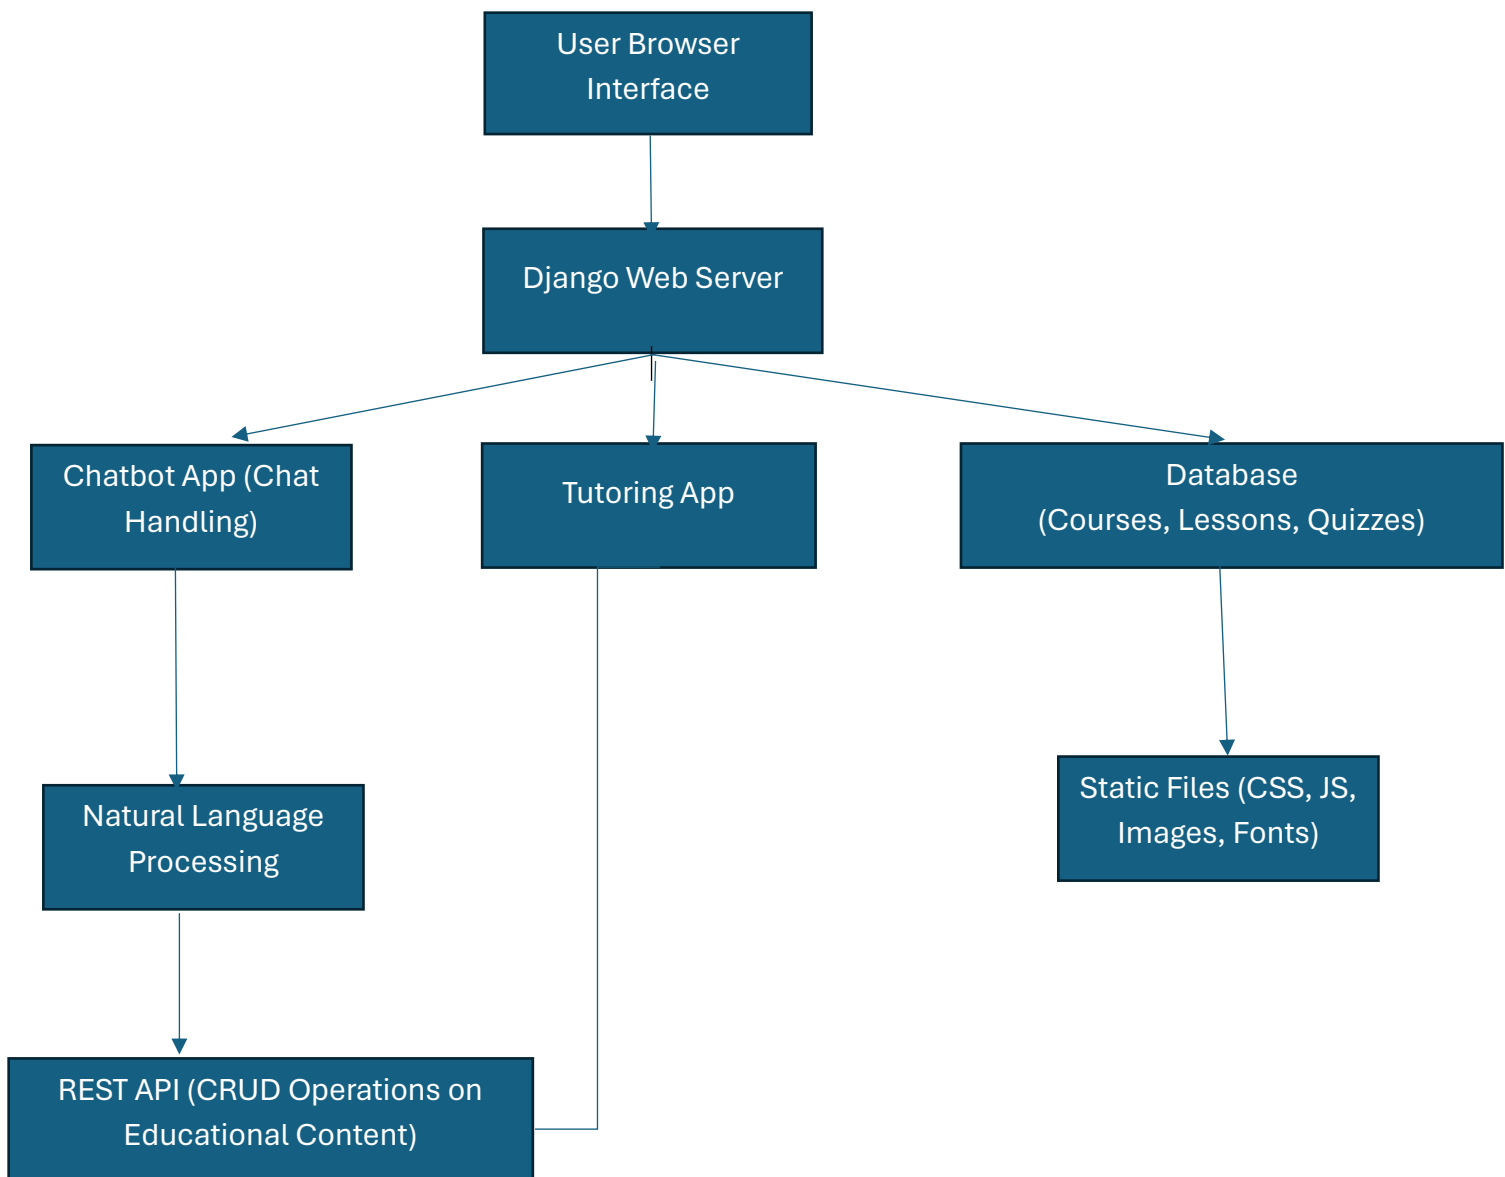 User Browser
Interface
Django Web Server
Chatbot App (Chat
Handling)
Tutoring App
Database
(Courses, Lessons, Quizzes)
Natural Language
Processing
Static Files (CSS, JS,
Images, Fonts)
REST API (CRUD Operations on
Educational Content)